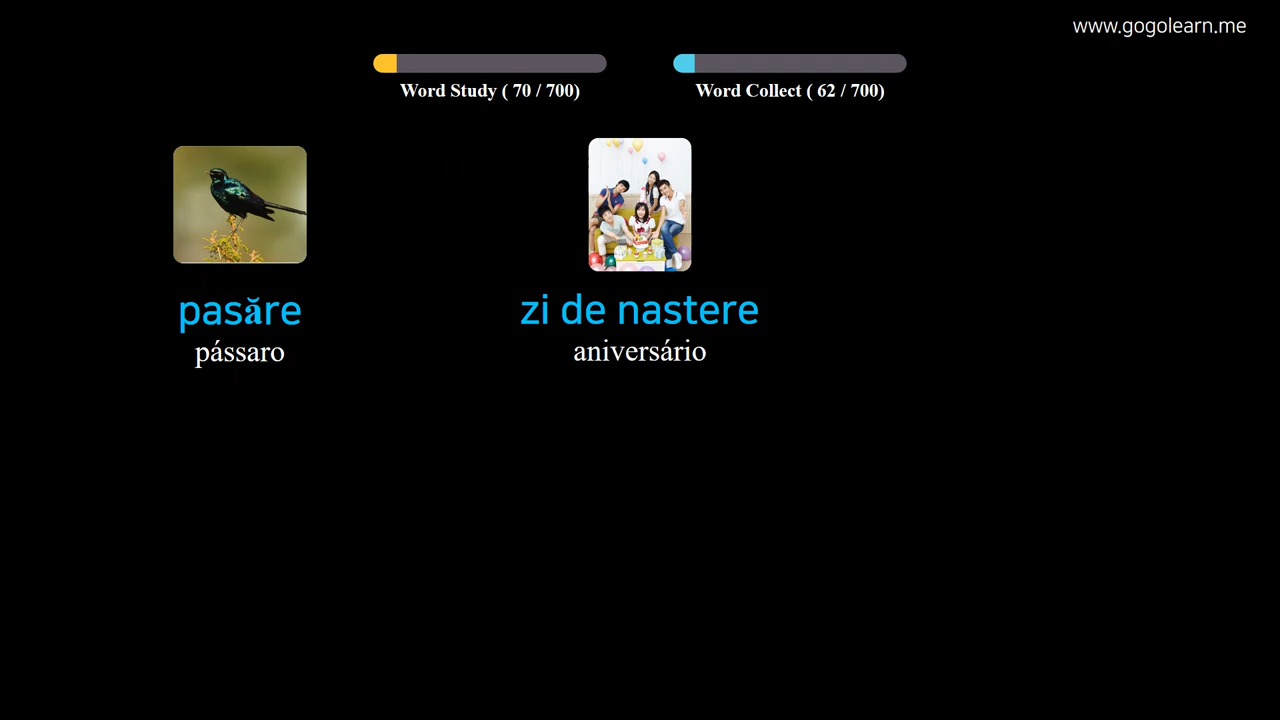 www.gogolearn.me
Word Study ( 70 / 700)
Word Collect ( 62 / 700)
pasăre
pássaro
zi de nastere
aniversário